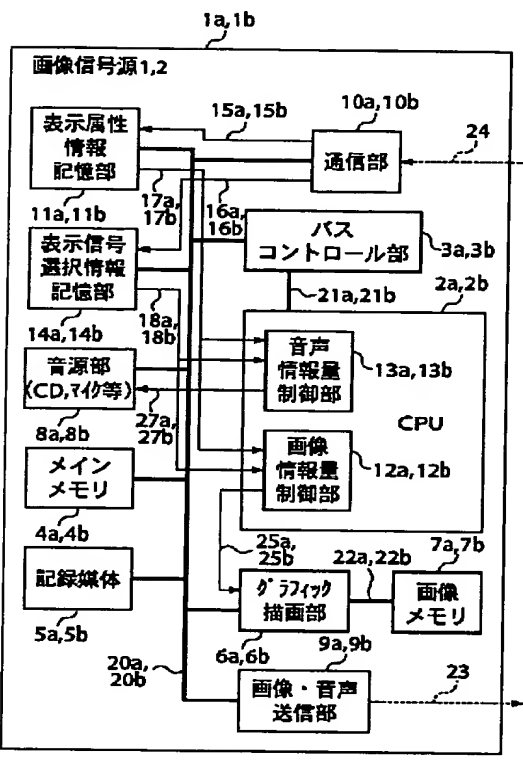 1a,1b
画像信号源1,2
15a,15b
10a,10b
24
表示属性
情報
記憶部
通信部
11a,11b
17a,
17b
16a,
16b
バス
コントロール部
3a,3b
表示信号
選択情報
記憶部
21a,21b
2a,2b
14a,14b
18a,
18b
音声
情報量
制御部
13a,13b
音源部
(CD,マイク等)
CPU
8a,8b
27a,
27b
画像
情報量
制御部
12a,12b
メイン
メモリ
4a,4b
25a,
25b
22a,22b
7a,7b
記録媒体
グラフィック
描画部
画像
メモリ
5a,5b
6a,6b
9a,9b
20a,
20b
画像・音声
送信部
23